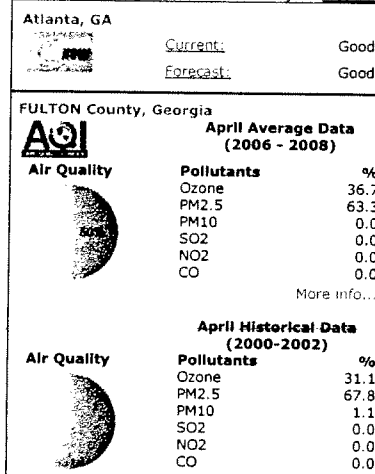 Atlanta, GA
Current: Good
Forecast: Good
FULTON County, Georgia
AQI
April Average Data
(2006 - 2008)
Air Quality
Pollutants %
Ozone 36.7
PM2.5 63.3
PM10 0.0
SO2 0.0
NO2 0.0
CO 0.0
More info...
April Historical Data
(2000-2002)
Air Quality
Pollutants %
Ozone 31.1
PM2.5 67.8
PM10 1.1
SO2 0.0
NO2 0.0
CO 0.0